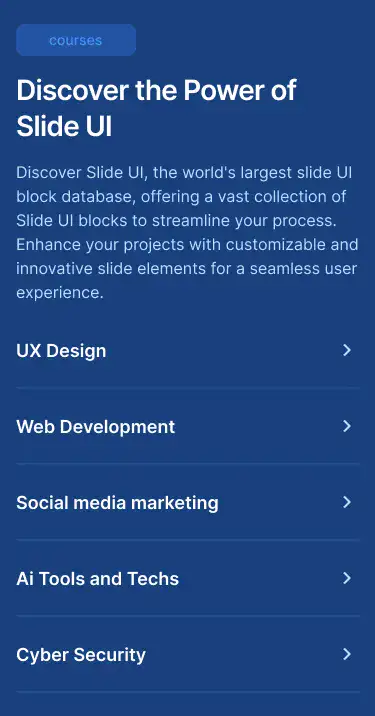 courses
Discover the Power of
Slide UI
Discover Slide UI, the world's largest slide UI
block database, offering a vast collection of
Slide UI blocks to streamline your process.
Enhance your projects with customizable and
innovative slide elements for a seamless user
experience.
UX Design
Web Development
Social media marketing
Ai Tools and Techs
Cyber Security